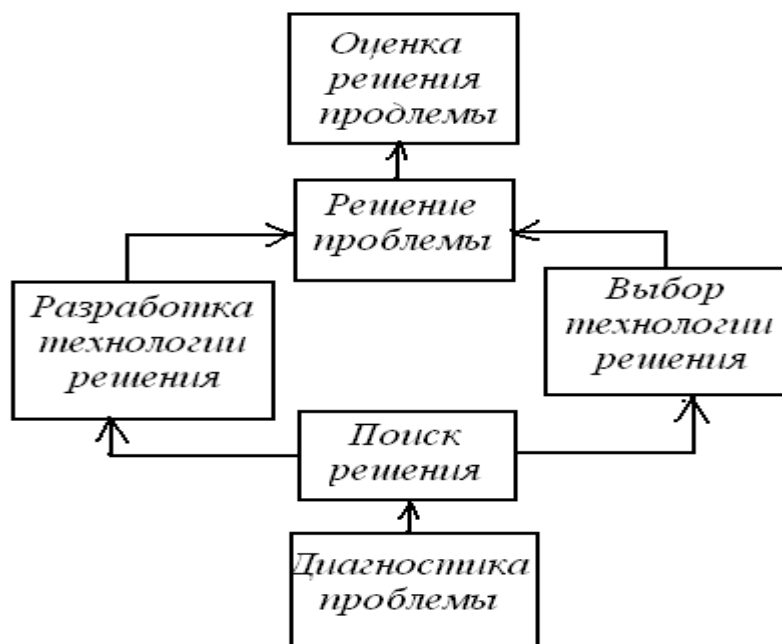 Оценка
решения
продлемы
Решение
проблемы
Разработка
технологии
решения
Выбор
технологии
решения
Поиск
решения
Диагностика
проблемы